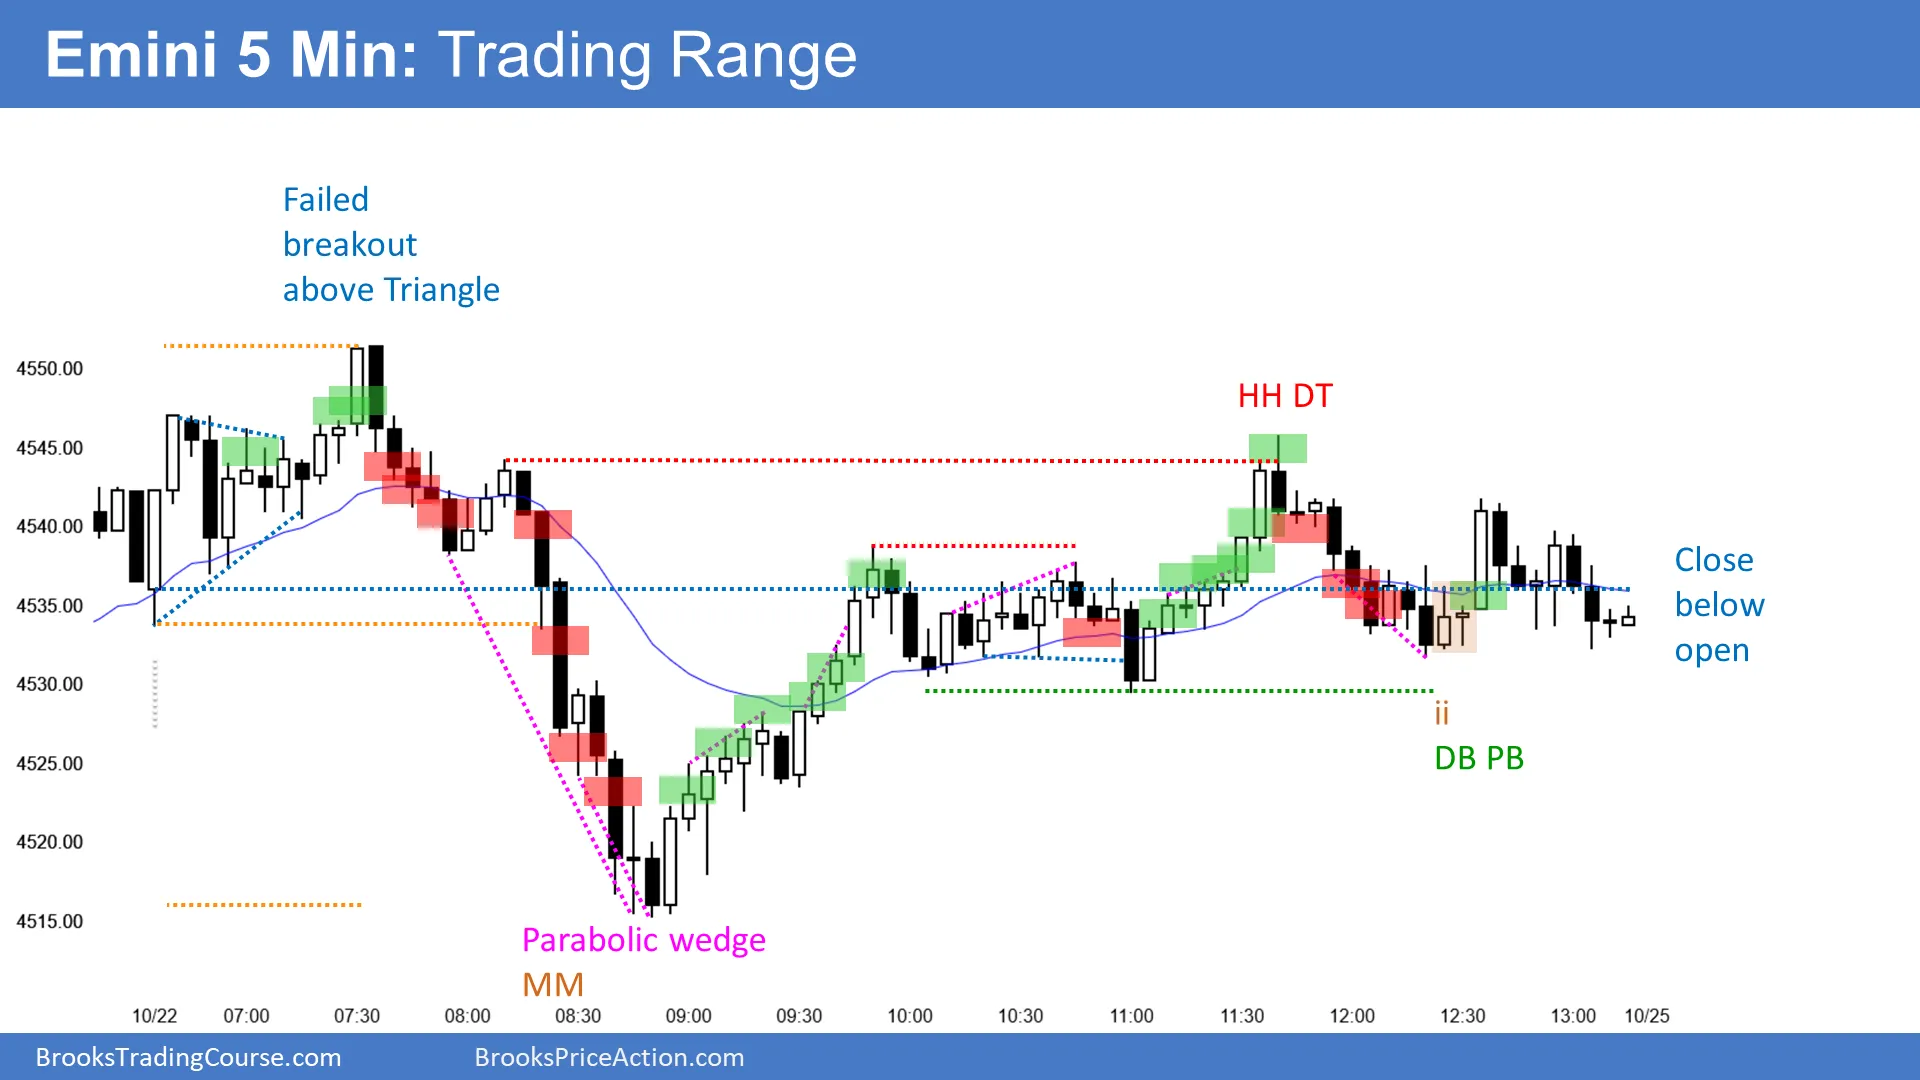 Emini 5 Min: Trading Range
Failed
breakout
above Triangle
HH DT
4550.00
4545.00
4540.00
4535.00
4530.00
4525.00
4520.00
4515.00
Close
below
open
ii
DB PB
Parabolic wedge
MM
10/22 07:00 07:30 08:00 08:30 09:00 09:30 10:00 10:30 11:00 11:30 12:00 12:30 13:00 10/25
BrooksTradingCourse.com BrooksPriceAction.com